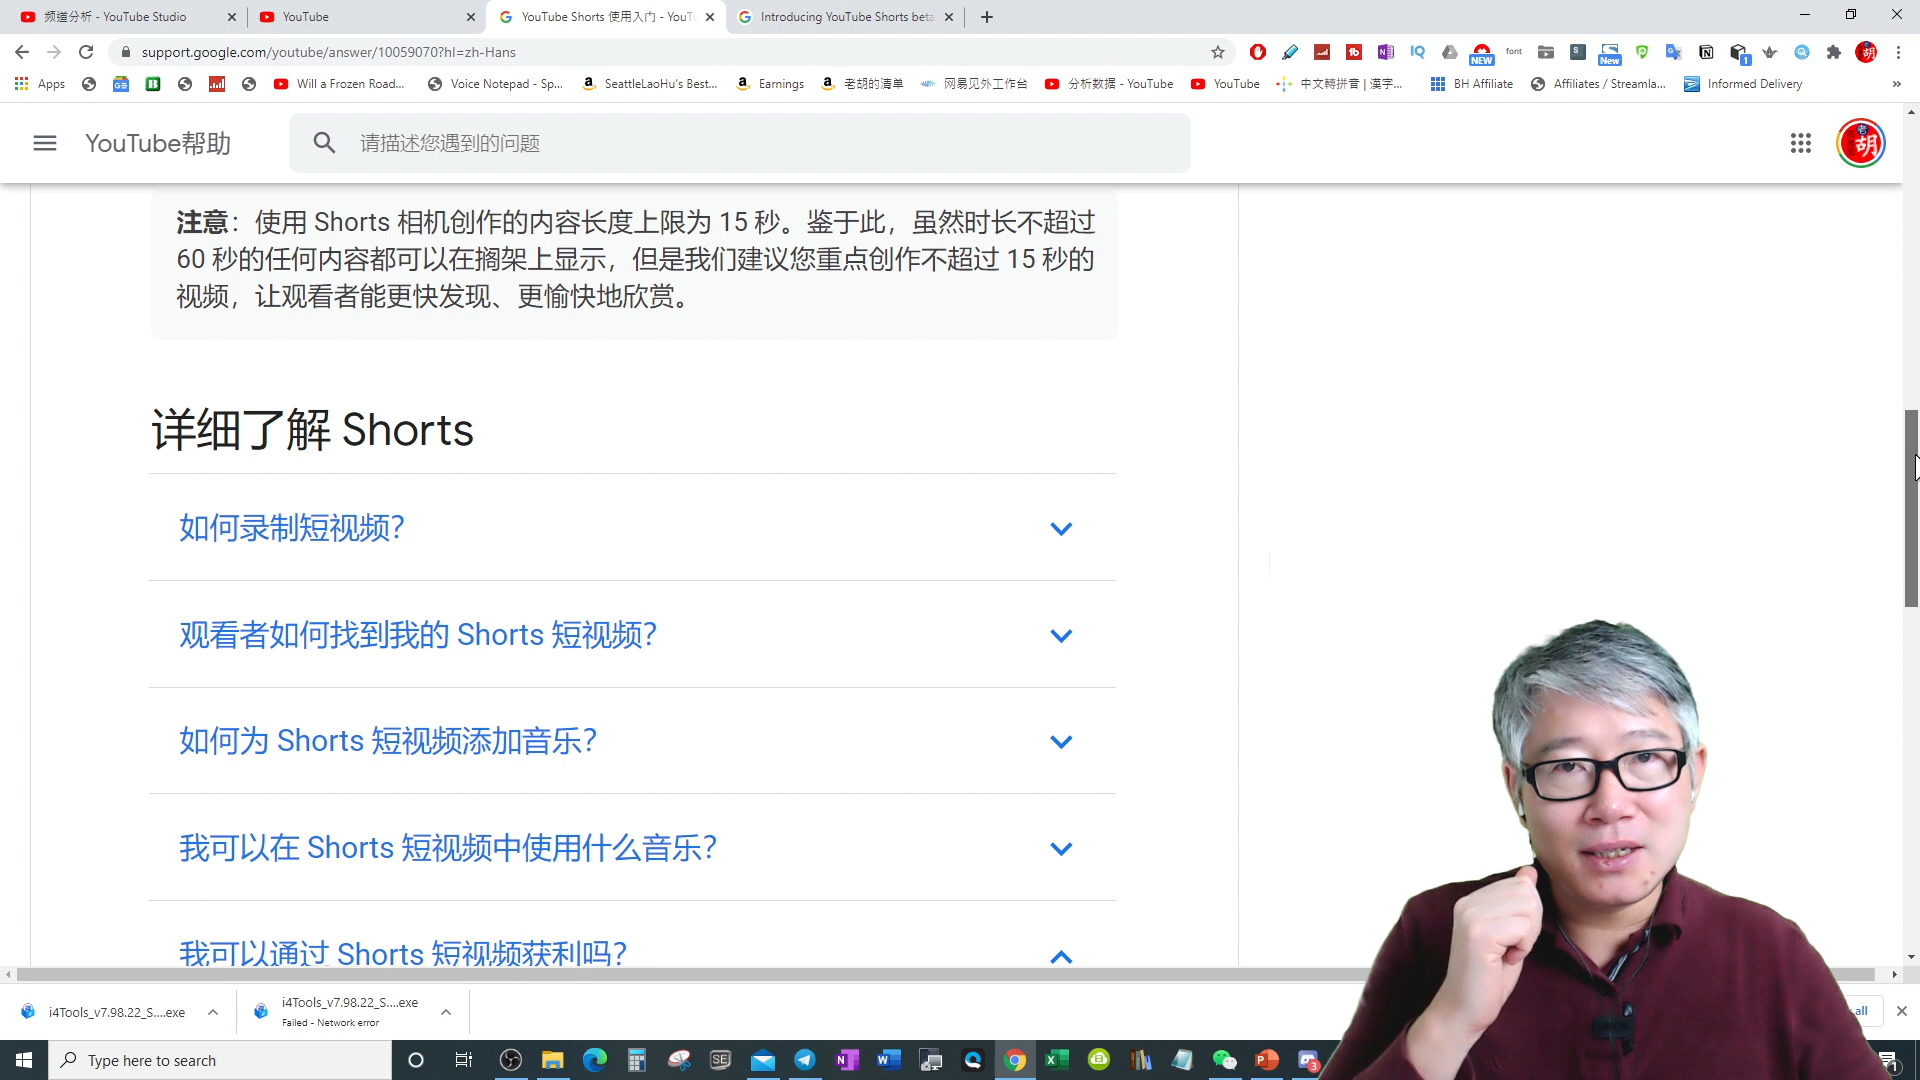 频道分析 - YouTube Studio
YouTube
YouTube Shorts 使用入门 - YouT
Introducing YouTube Shorts beta
support.google.com/youtube/answer/10059070?hl=zh-Hans
Apps
Will a Frozen Road...
Voice Notepad - Sp...
SeattleLaoHu's Best...
Earnings
老胡的清单
网易见外工作台
分析数据 - YouTube
YouTube
中文轉拼音 | 漢字...
BH Affiliate
Affiliates / Streamla...
Informed Delivery
YouTube帮助
请描述您遇到的问题
注意：使用 Shorts 相机创作的内容长度上限为 15 秒。鉴于此，虽然时长不超过
60 秒的任何内容都可以在搁架上显示，但是我们建议您重点创作不超过 15 秒的
视频，让观看者能更快发现、更愉快地欣赏。
详细了解 Shorts
如何录制短视频？
观看者如何找到我的 Shorts 短视频？
如何为 Shorts 短视频添加音乐？
我可以在 Shorts 短视频中使用什么音乐？
我可以通过 Shorts 短视频获利吗？
i4Tools_v7.98.22_S....exe
i4Tools_v7.98.22_S....exe
Failed - Network error
all
Type here to search